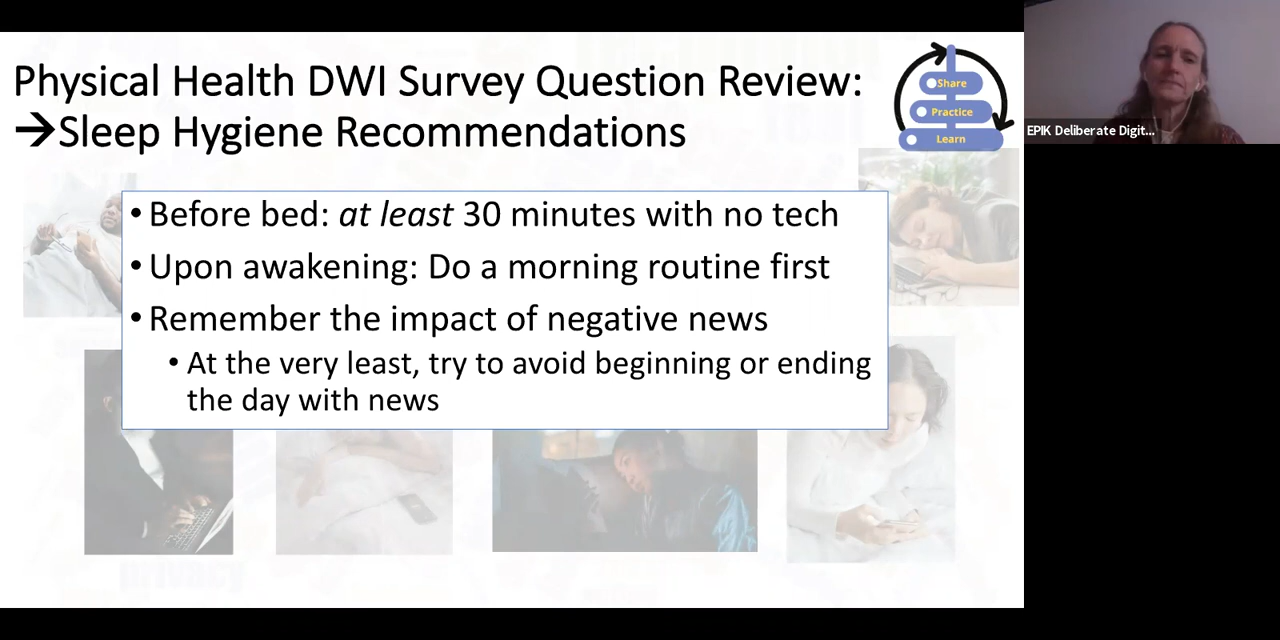 Physical Health DWI Survey Question Review:
→Sleep Hygiene Recommendations
Share
Practice
Learn
EPIK Deliberate Digit...
• Before bed: at least 30 minutes with no tech
• Upon awakening: Do a morning routine first
• Remember the impact of negative news
• At the very least, try to avoid beginning or ending
the day with news
privacy